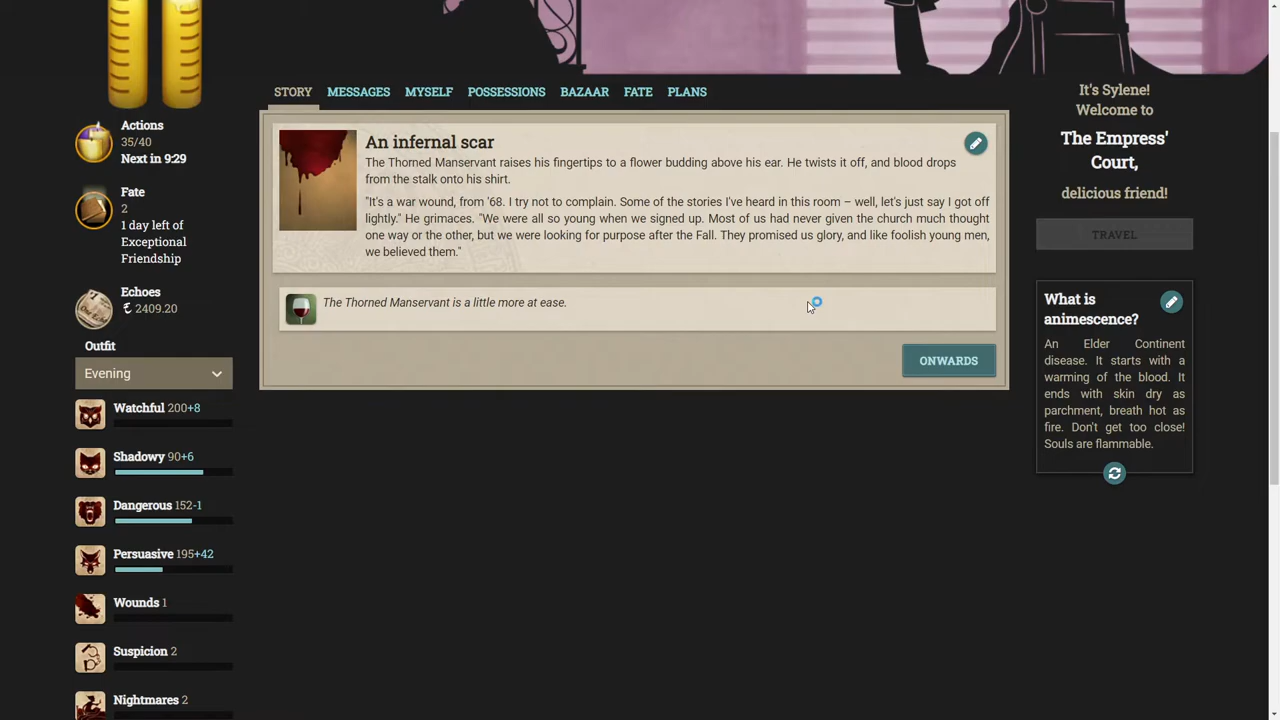 STORY MESSAGES MYSELF POSSESSIONS BAZAAR FATE PLANS
Actions
35/40
Next in 9:29
Fate
2
1 day left of
Exceptional
Friendship
Echoes
2409.20
Outfit
Evening
Watchful 200+8
Shadowy 90+6
Dangerous 152-1
Persuasive 195+42
Wounds 1
Suspicion 2
Nightmares 2
An infernal scar
The Thorned Manservant raises his fingertips to a flower budding above his ear. He twists it off, and blood drops
from the stalk onto his shirt.
"It's a war wound, from '68. I try not to complain. Some of the stories I've heard in this room – well, let's just say I got off
lightly." He grimaces. "We were all so young when we signed up. Most of us had never given the church much thought
one way or the other, but we were looking for purpose after the Fall. They promised us glory, and like foolish young men,
we believed them."
The Thorned Manservant is a little more at ease.
ONWARDS
It's Sylene!
Welcome to
The Empress'
Court,
delicious friend!
TRAVEL
What is
animescence?
An Elder Continent
disease. It starts with a
warming of the blood. It
ends with skin dry as
parchment, breath hot as
fire. Don't get too close!
Souls are flammable.